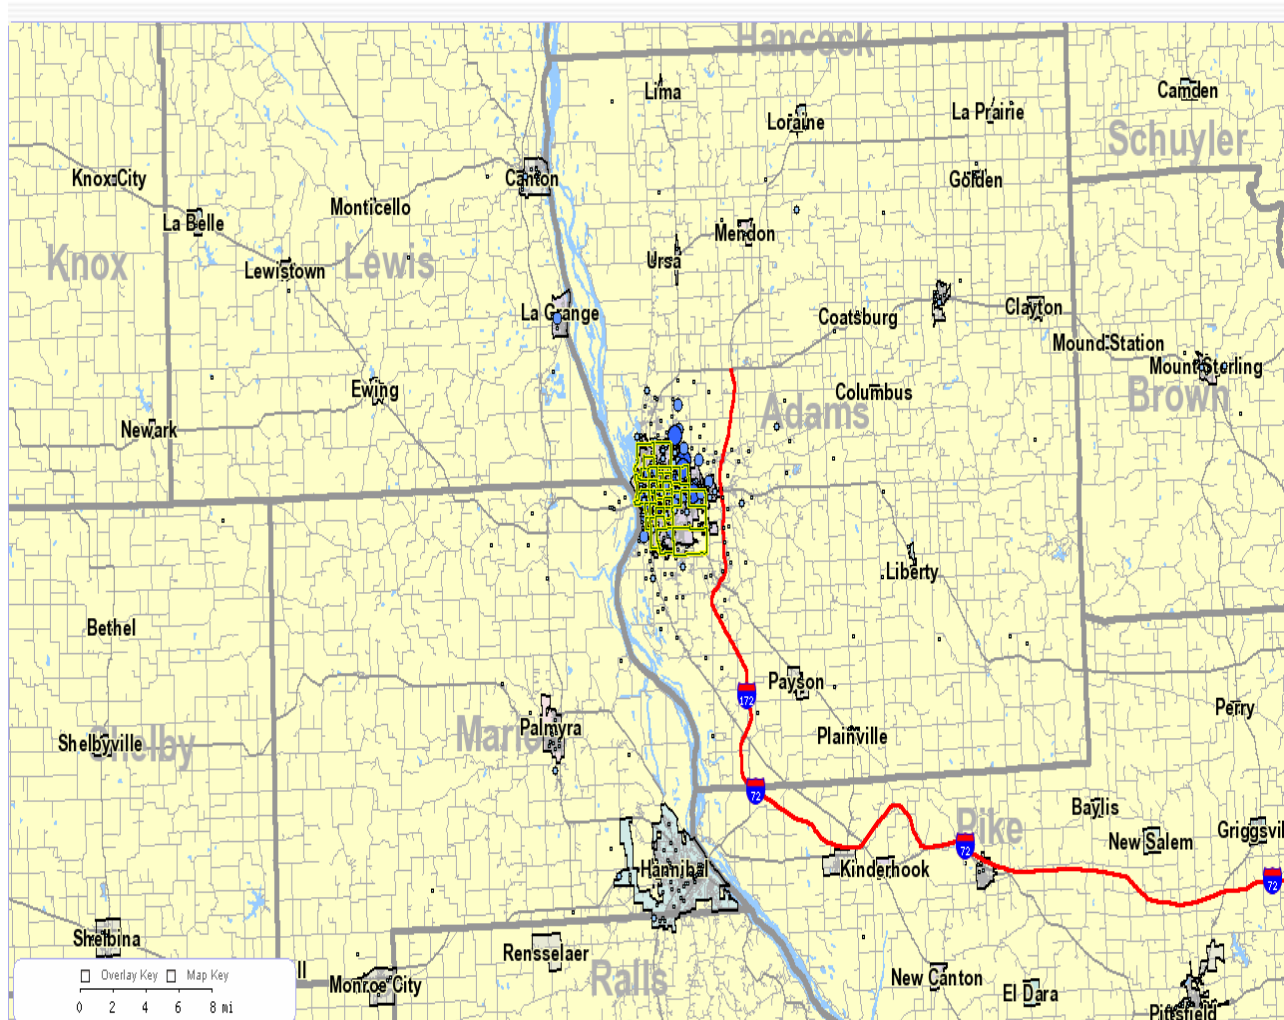 Hancock
Lima
Camden
Loraine
La Prairie
Schuyler
Knox City
Canton
Golden
La Belle
Monticello
Mendon
Knox
Lewistown
Lewis
Ursa
La Grange
Coatsburg
Clayton
Mound Station
Mount Sterling
Ewing
Columbus
Adams
Brown
Newark
Liberty
Bethel
Payson
172
Perry
Palmyra
Plainville
Shelbyville
Shelby
72
Baylis
Pike
New Salem
72
Hannibal
Kinderhook
72
Shelbina
Rensselaer
Ralls
Overlay Key
Map Key
Monroe City
New Canton
El Dara
0 2 4 6 8 mi
Pittsfield